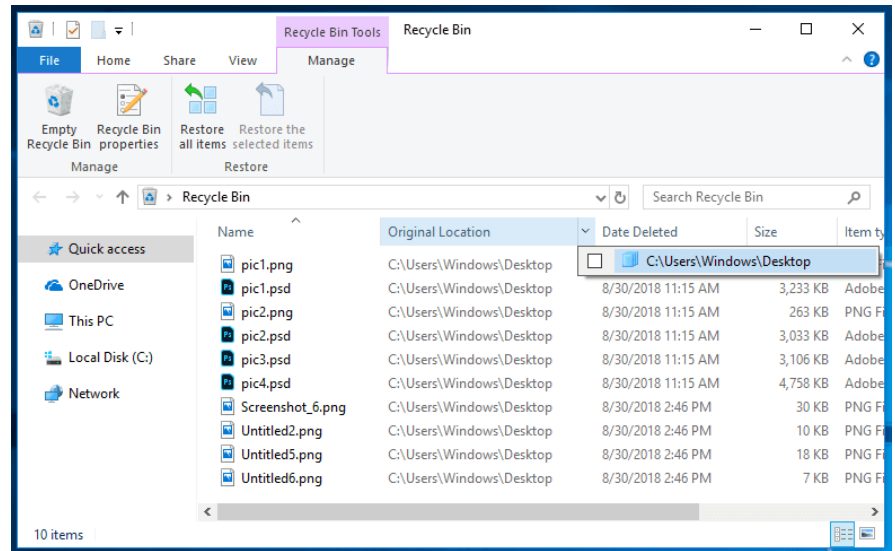 Recycle Bin Tools Recycle Bin
File Home Share View Manage
Empty Recycle Bin Restore Restore the
Recycle Bin properties all items selected items
Manage Restore
Recycle Bin Search Recycle Bin
Name Original Location Date Deleted Size Item ty
Quick access
OneDrive
This PC
Local Disk (C:)
Network
C:\Users\Windows\Desktop
pic1.png C:\Users\Windows\Desktop
pic1.psd C:\Users\Windows\Desktop 8/30/2018 11:15 AM 3,233 KB Adobe
pic2.png C:\Users\Windows\Desktop 8/30/2018 11:15 AM 263 KB PNG Fi
pic2.psd C:\Users\Windows\Desktop 8/30/2018 11:15 AM 3,033 KB Adobe
pic3.psd C:\Users\Windows\Desktop 8/30/2018 11:15 AM 3,106 KB Adobe
pic4.psd C:\Users\Windows\Desktop 8/30/2018 11:15 AM 4,758 KB Adobe
Screenshot_6.png C:\Users\Windows\Desktop 8/30/2018 2:46 PM 30 KB PNG Fi
Untitled2.png C:\Users\Windows\Desktop 8/30/2018 2:46 PM 10 KB PNG Fi
Untitled5.png C:\Users\Windows\Desktop 8/30/2018 2:46 PM 18 KB PNG Fi
Untitled6.png C:\Users\Windows\Desktop 8/30/2018 2:46 PM 7 KB PNG Fi
10 items